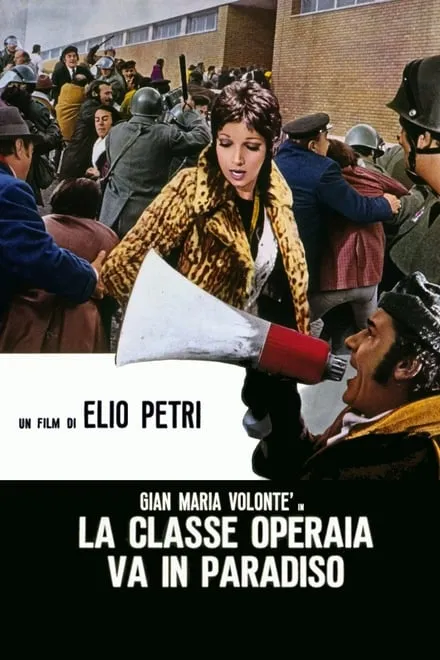 UN FILM DI ELIO PETRI
GIAN MARIA VOLONTE' IN
LA CLASSE OPERAIA
VA IN PARADISO